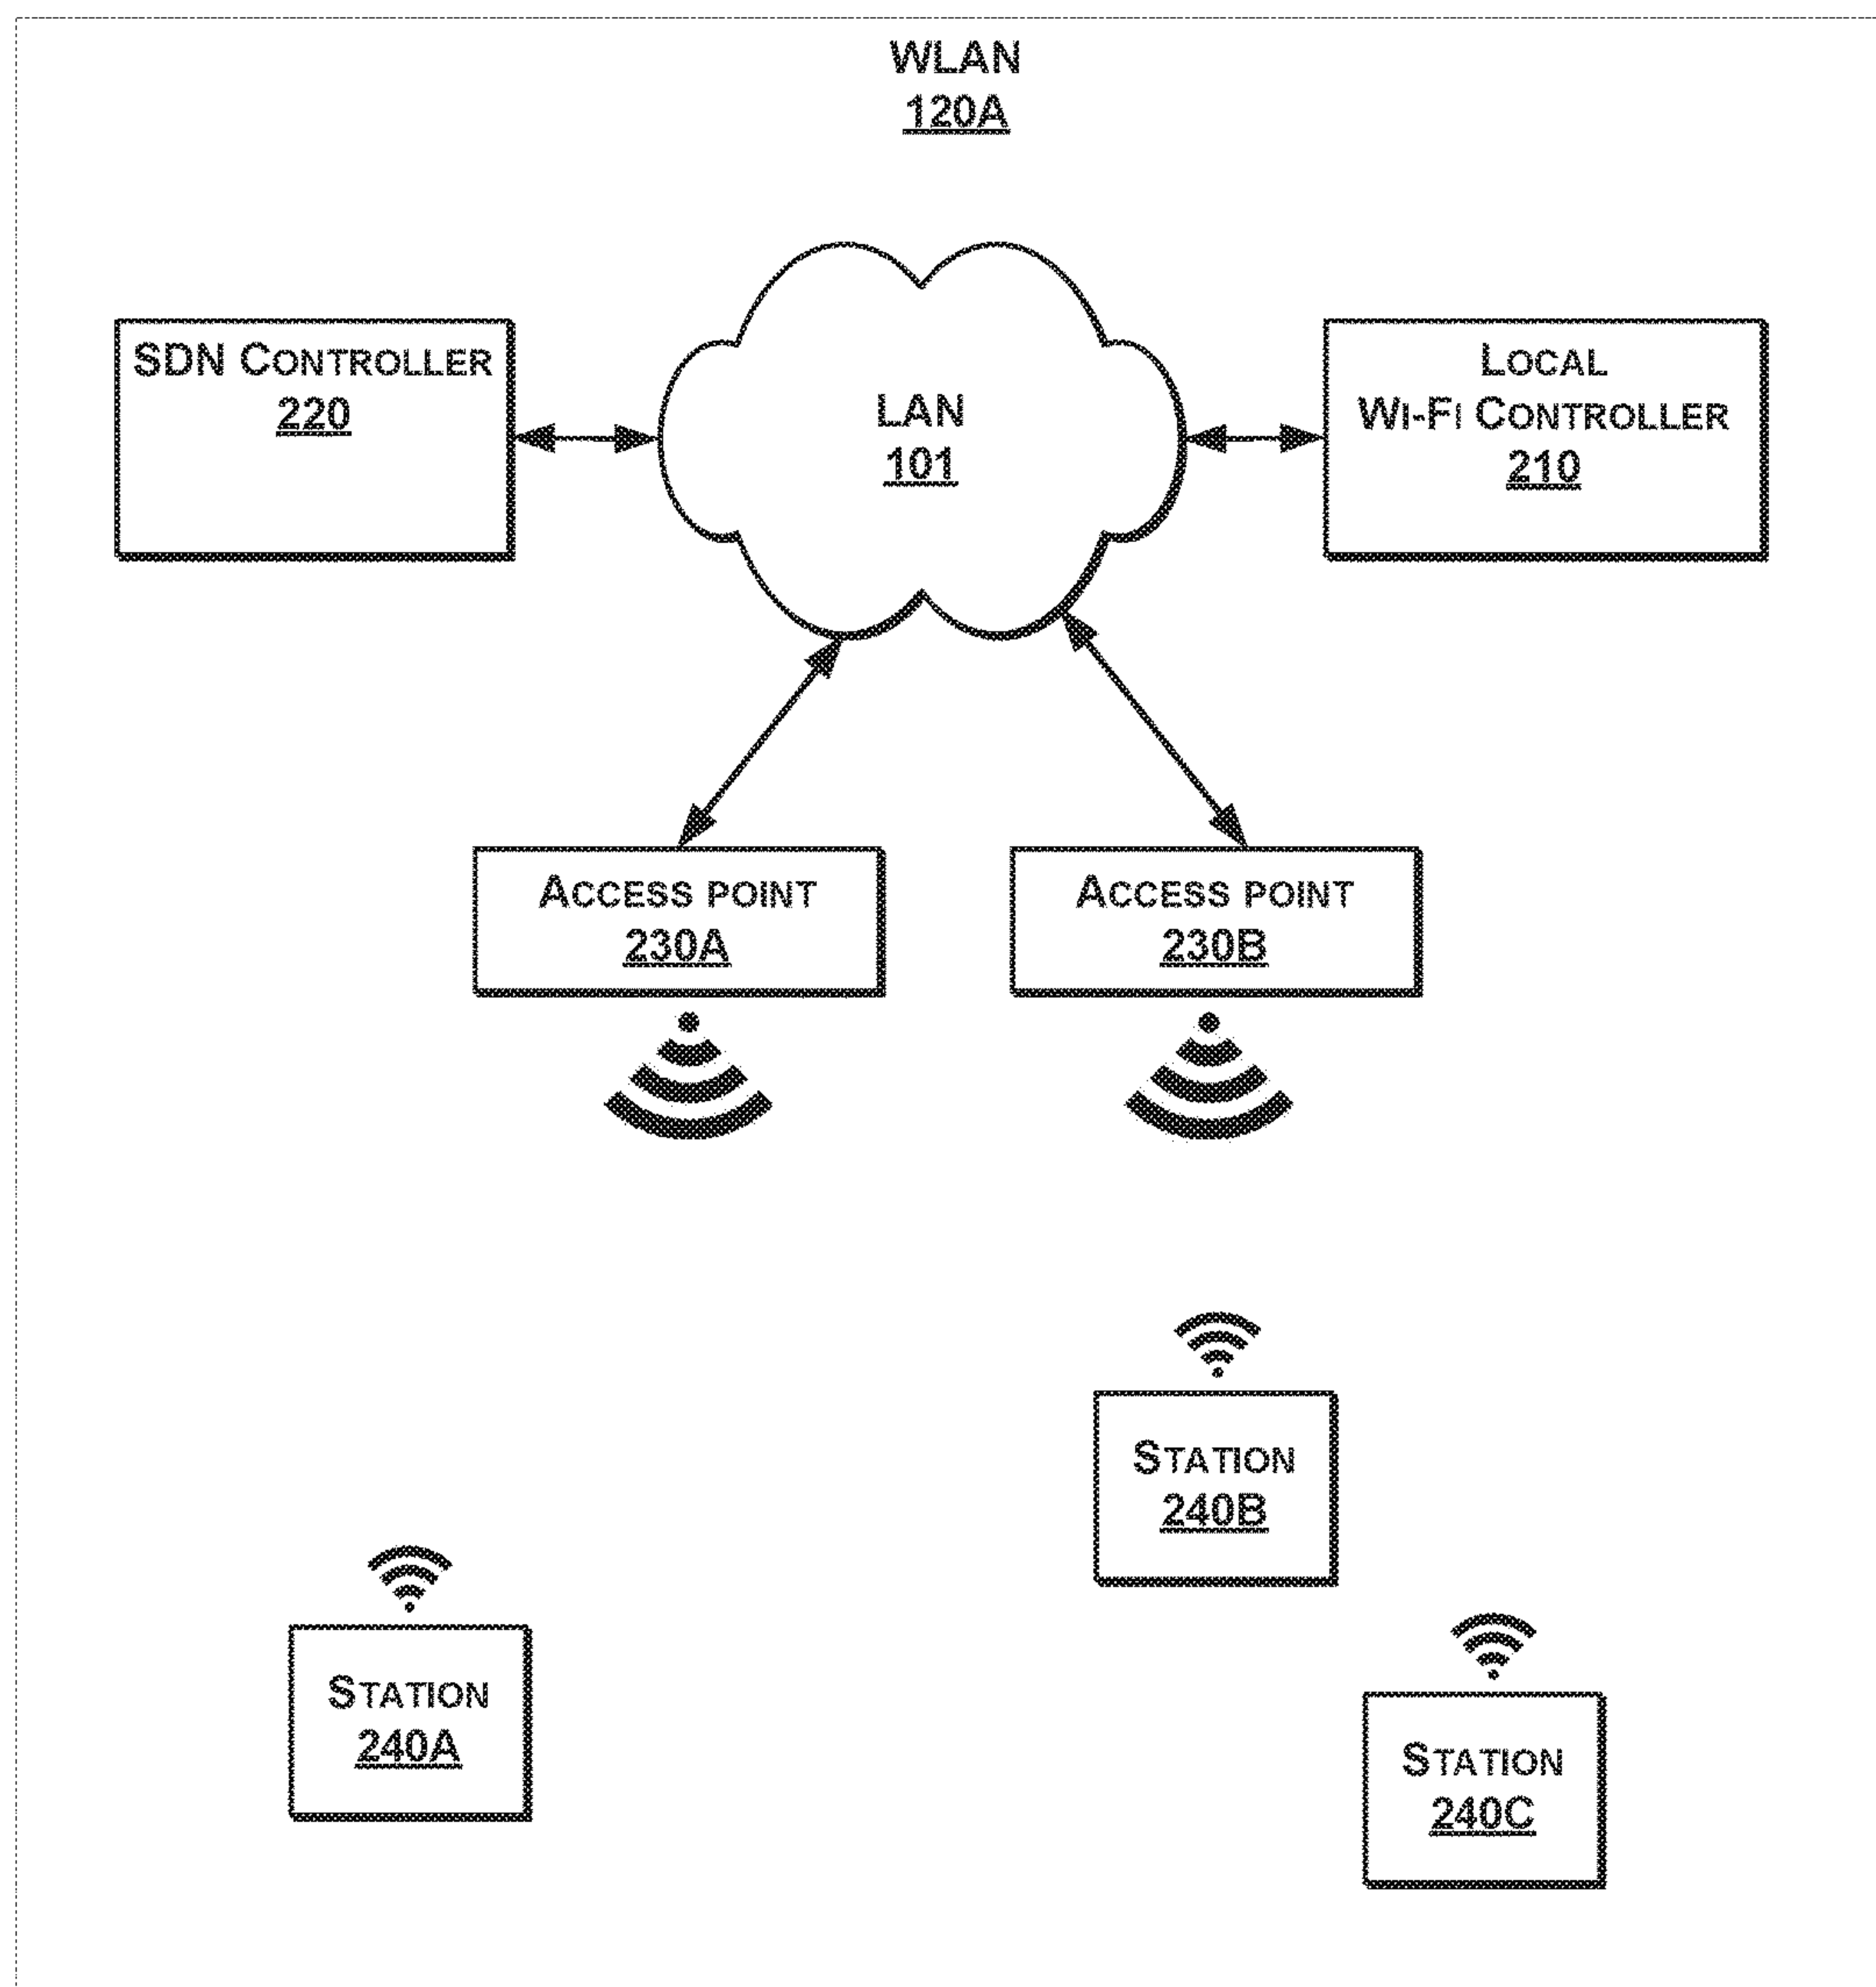 WLAN
120A
SDN CONTROLLER
220
LAN
101
LOCAL
WI-FI CONTROLLER
210
ACCESS POINT
230A
ACCESS POINT
230B
STATION
240B
STATION
240A
STATION
240C